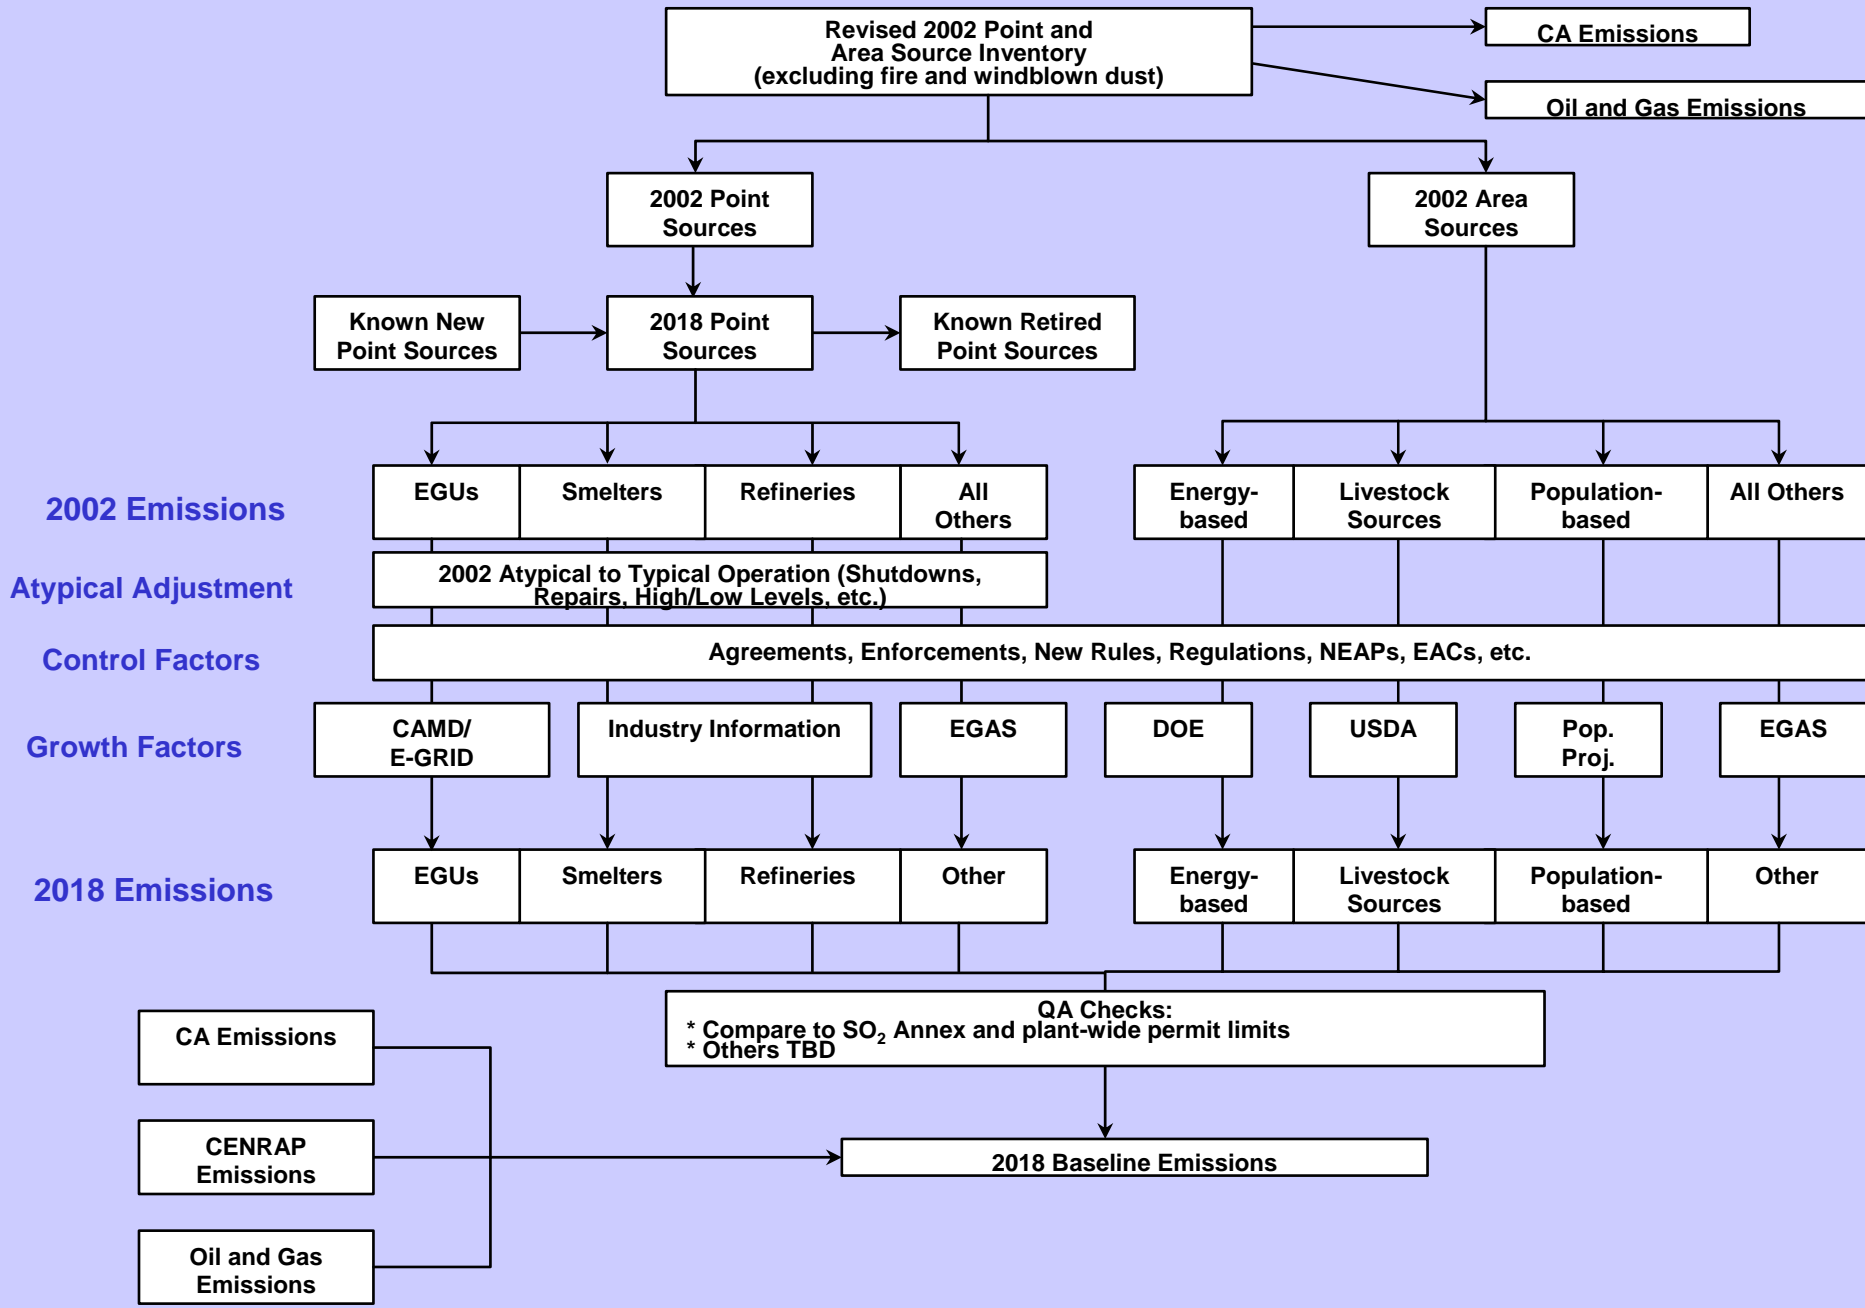 Revised 2002 Point and
Area Source Inventory
(excluding fire and windblown dust)
CA Emissions
Oil and Gas Emissions
2002 Point
Sources
2002 Area
Sources
Known New
Point Sources
2018 Point
Sources
Known Retired
Point Sources
2002 Emissions
EGUs
Smelters
Refineries
All
Others
Energy-
based
Livestock
Sources
Population-
based
All Others
Atypical Adjustment
2002 Atypical to Typical Operation (Shutdowns,
Repairs, High/Low Levels, etc.)
Control Factors
Agreements, Enforcements, New Rules, Regulations, NEAPs, EACs, etc.
Growth Factors
CAMD/
E-GRID
Industry Information
EGAS
DOE
USDA
Pop.
Proj.
EGAS
2018 Emissions
EGUs
Smelters
Refineries
Other
Energy-
based
Livestock
Sources
Population-
based
Other
QA Checks:
* Compare to SO₂ Annex and plant-wide permit limits
* Others TBD
CA Emissions
CENRAP
Emissions
2018 Baseline Emissions
Oil and Gas
Emissions